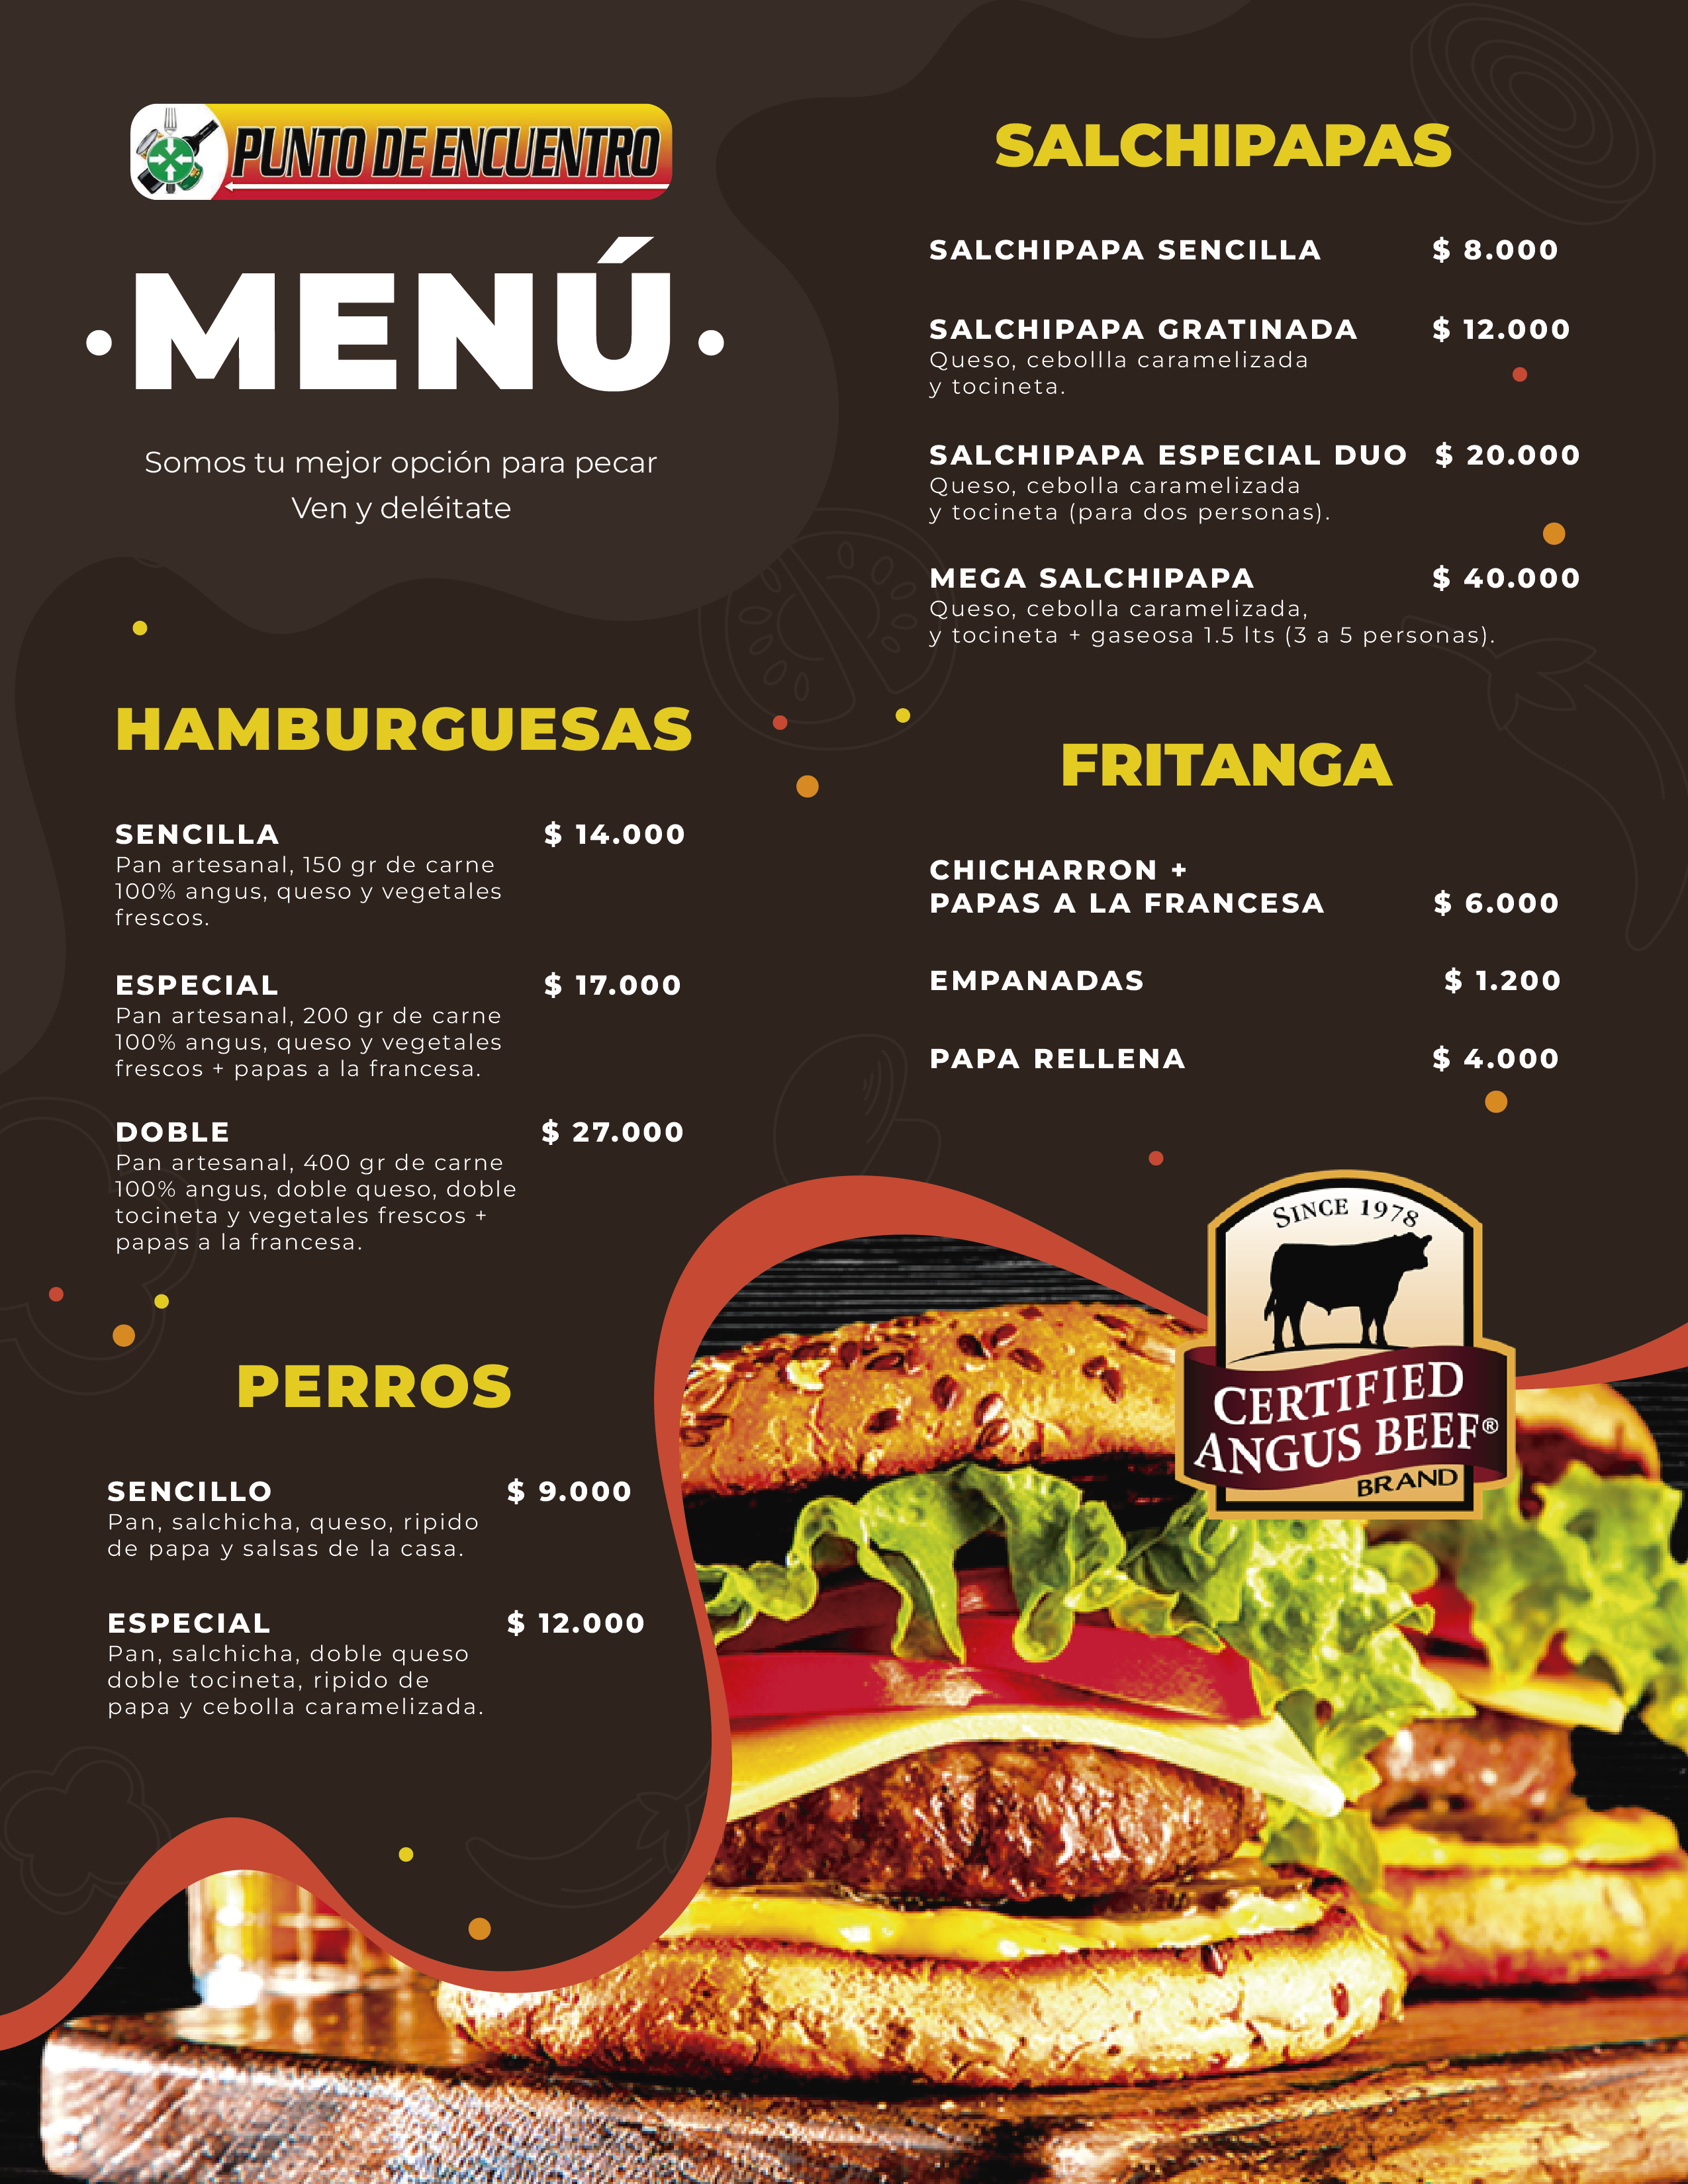 PUNTO DE ENCUENTRO
MENÚ
Somos tu mejor opción para pecar
Ven y deléitate
HAMBURGUESAS
SENCILLA $ 14.000
Pan artesanal, 150 gr de carne
100% angus, queso y vegetales
frescos.
ESPECIAL $ 17.000
Pan artesanal, 200 gr de carne
100% angus, queso y vegetales
frescos + papas a la francesa.
DOBLE $ 27.000
Pan artesanal, 400 gr de carne
100% angus, doble queso, doble
tocineta y vegetales frescos +
papas a la francesa.
PERROS
SENCILLO $ 9.000
Pan, salchicha, queso, ripido
de papa y salsas de la casa.
ESPECIAL $ 12.000
Pan, salchicha, doble queso
doble tocineta, ripido de
papa y cebolla caramelizada.
SALCHIPAPAS
SALCHIPAPA SENCILLA $ 8.000
SALCHIPAPA GRATINADA $ 12.000
Queso, cebollla caramelizada
y tocineta.
SALCHIPAPA ESPECIAL DUO $ 20.000
Queso, cebolla caramelizada
y tocineta (para dos personas).
MEGA SALCHIPAPA $ 40.000
Queso, cebolla caramelizada,
y tocineta + gaseosa 1.5 lts (3 a 5 personas).
FRITANGA
CHICHARRON +
PAPAS A LA FRANCESA $ 6.000
EMPANADAS $ 1.200
PAPA RELLENA $ 4.000
SINCE 1978
CERTIFIED
ANGUS BEEF®
BRAND